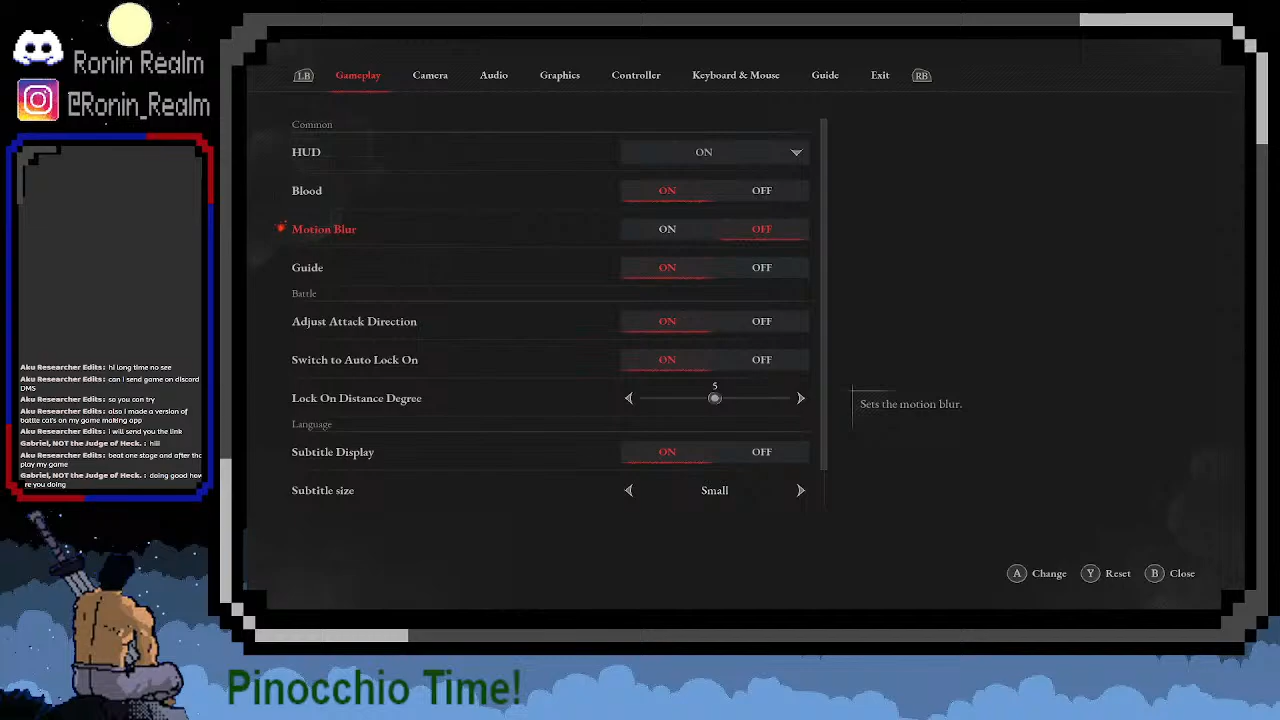 Ronin Realm
@Ronin_Realm
LB
Gameplay
Camera
Audio
Graphics
Controller
Keyboard & Mouse
Guide
Exit
RB
Common
HUD
ON
Blood
ON OFF
Motion Blur
ON OFF
Guide
ON OFF
Battle
Adjust Attack Direction
ON OFF
Switch to Auto Lock On
ON OFF
Lock On Distance Degree
5
Language
Subtitle Display
ON OFF
Subtitle size
Small
Sets the motion blur.
A Change
Y Reset
B Close
Aku Researcher Edits: hi long time no see
Aku Researcher Edits: can i send game on discord
DMS
Aku Researcher Edits: so you can try
Aku Researcher Edits: also i made a version of
battle cat's on my game making app
Aku Researcher Edits: i will send you the link
Gabriel, NOT the Judge of Heck. : hiii
Aku Researcher Edits: beat one stage and after tha
play my game
Gabriel, NOT the Judge of Heck. : doing good how
re you doing
Pinocchio Time!